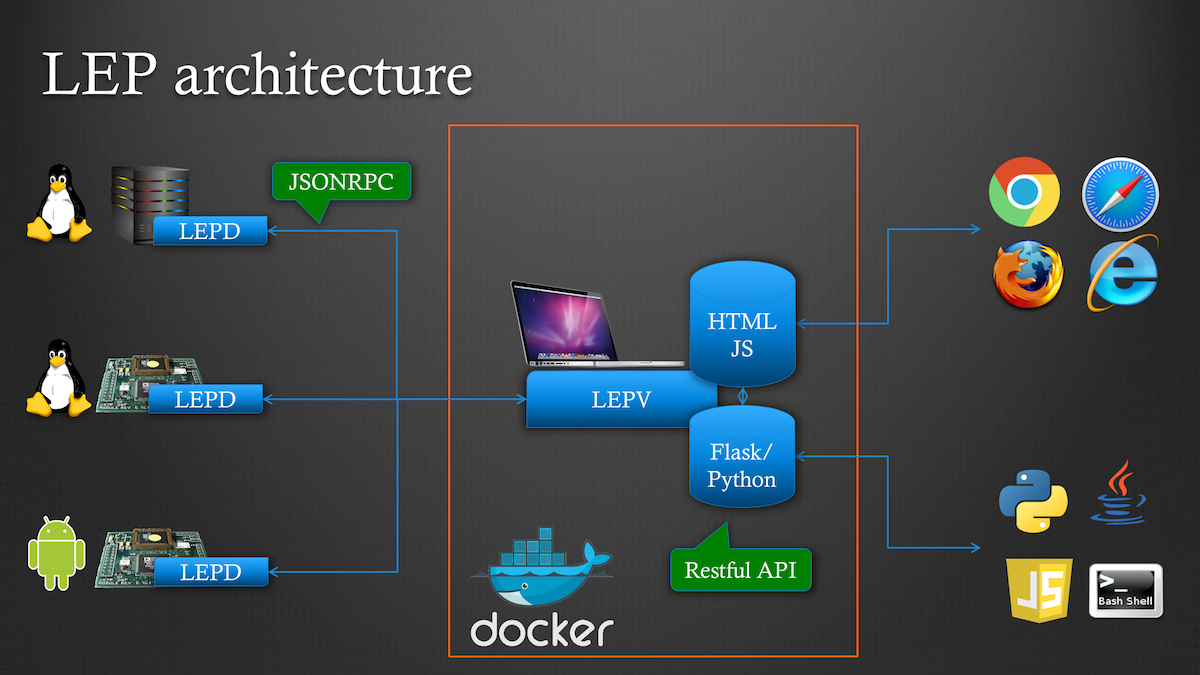 LEP architecture
JSONRPC
LEPD
LEPD
LEPD
HTML
JS
LEPV
Flask/
Python
Restful API
docker
JS
>_
Bash Shell